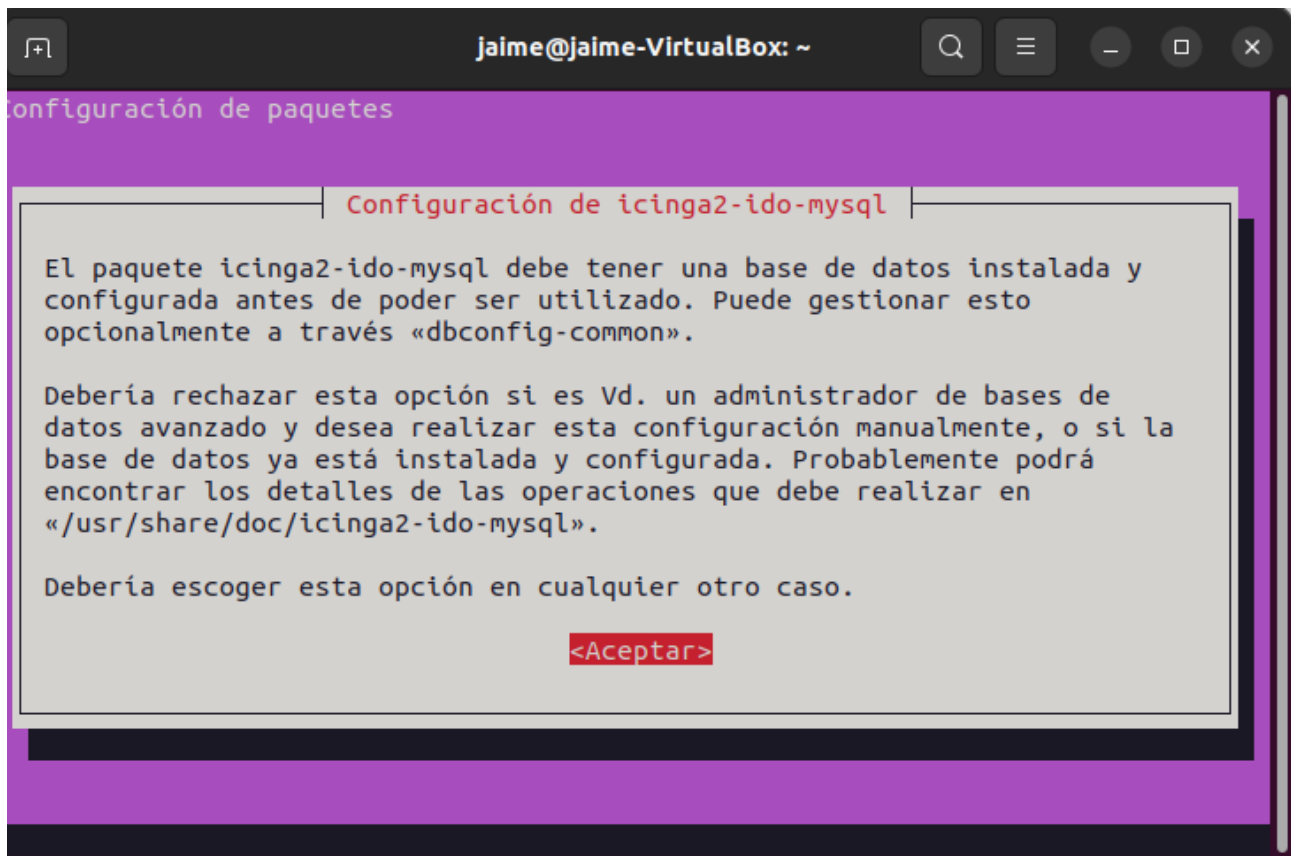 jaime@jaime-VirtualBox: ~
Configuración de paquetes
Configuración de icinga2-ido-mysql
El paquete icinga2-ido-mysql debe tener una base de datos instalada y
configurada antes de poder ser utilizado. Puede gestionar esto
opcionalmente a través «dbconfig-common».
Debería rechazar esta opción si es Vd. un administrador de bases de
datos avanzado y desea realizar esta configuración manualmente, o si la
base de datos ya está instalada y configurada. Probablemente podrá
encontrar los detalles de las operaciones que debe realizar en
«/usr/share/doc/icinga2-ido-mysql».
Debería escoger esta opción en cualquier otro caso.
<Aceptar>